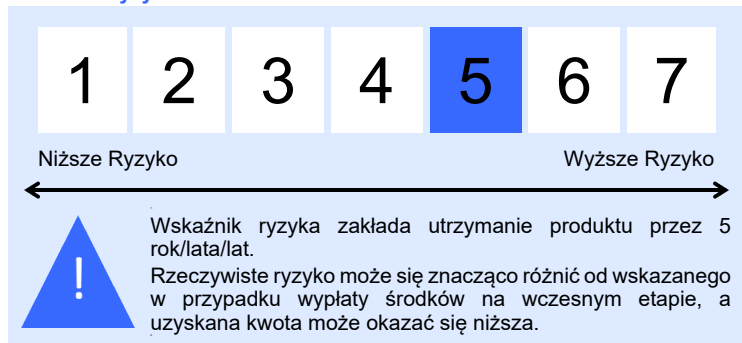 1 2 3 4 5 6 7
Niższe Ryzyko Wyższe Ryzyko
! Wskaźnik ryzyka zakłada utrzymanie produktu przez 5
rok/lata/lat.
Rzeczywiste ryzyko może się znacząco różnić od wskazanego
w przypadku wypłaty środków na wczesnym etapie, a
uzyskana kwota może okazać się niższa.